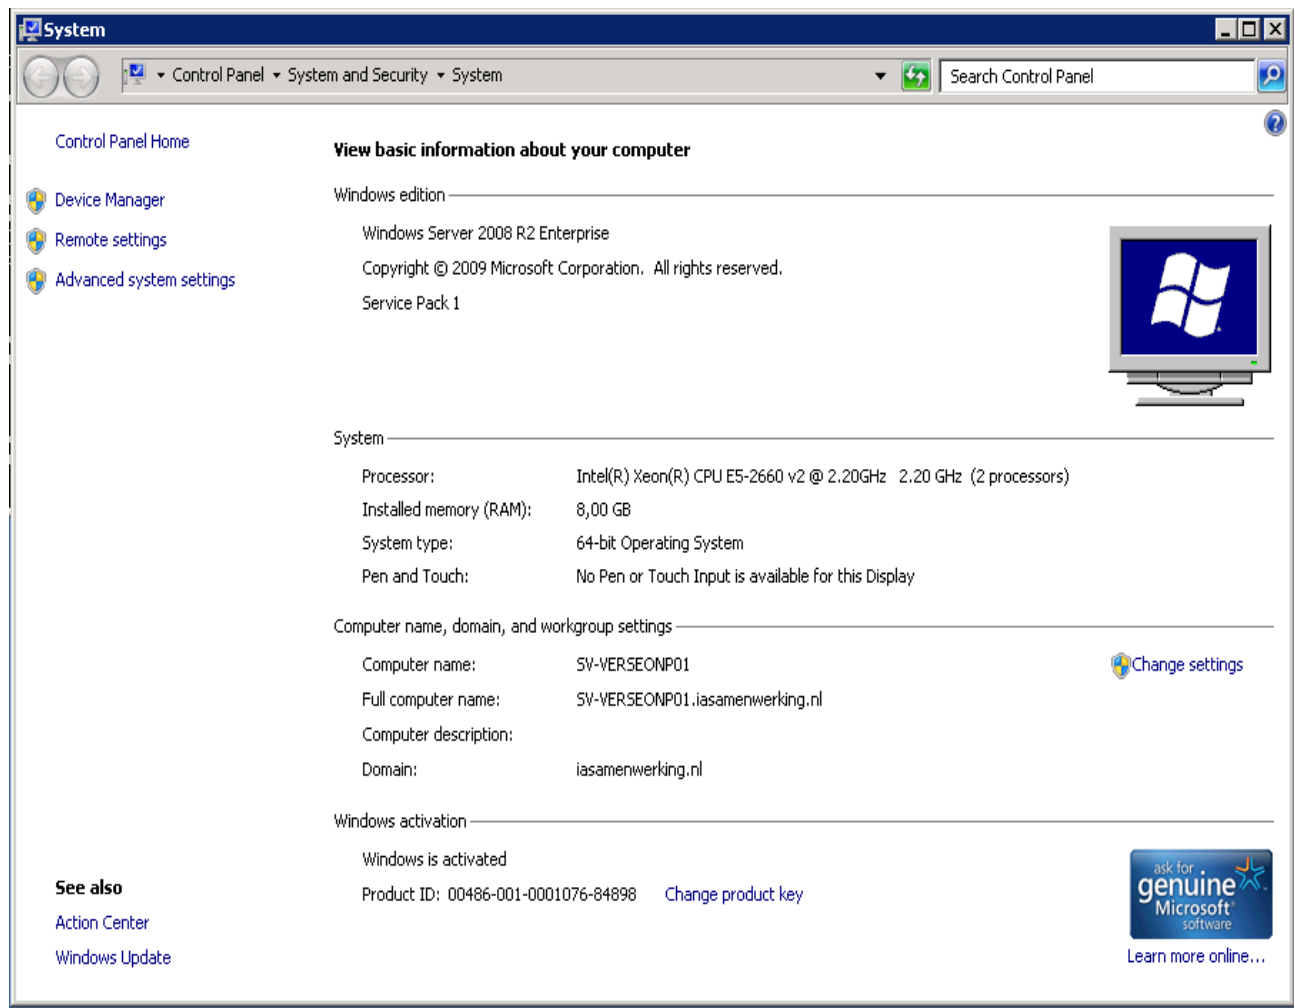 System
Control Panel System and Security System
Search Control Panel
Control Panel Home
Device Manager
Remote settings
Advanced system settings
View basic information about your computer
Windows edition
Windows Server 2008 R2 Enterprise
Copyright © 2009 Microsoft Corporation. All rights reserved.
Service Pack 1
System
Processor: Intel(R) Xeon(R) CPU E5-2660 v2 @ 2.20GHz 2.20 GHz (2 processors)
Installed memory (RAM): 8,00 GB
System type: 64-bit Operating System
Pen and Touch: No Pen or Touch Input is available for this Display
Computer name, domain, and workgroup settings
Computer name: SV-VERSEONP01
Change settings
Full computer name: SV-VERSEONP01.iasamenwerking.nl
Computer description:
Domain: iasamenwerking.nl
Windows activation
Windows is activated
Product ID: 00486-001-0001076-84898 Change product key
ask for
genuine
Microsoft
software
Learn more online...
See also
Action Center
Windows Update